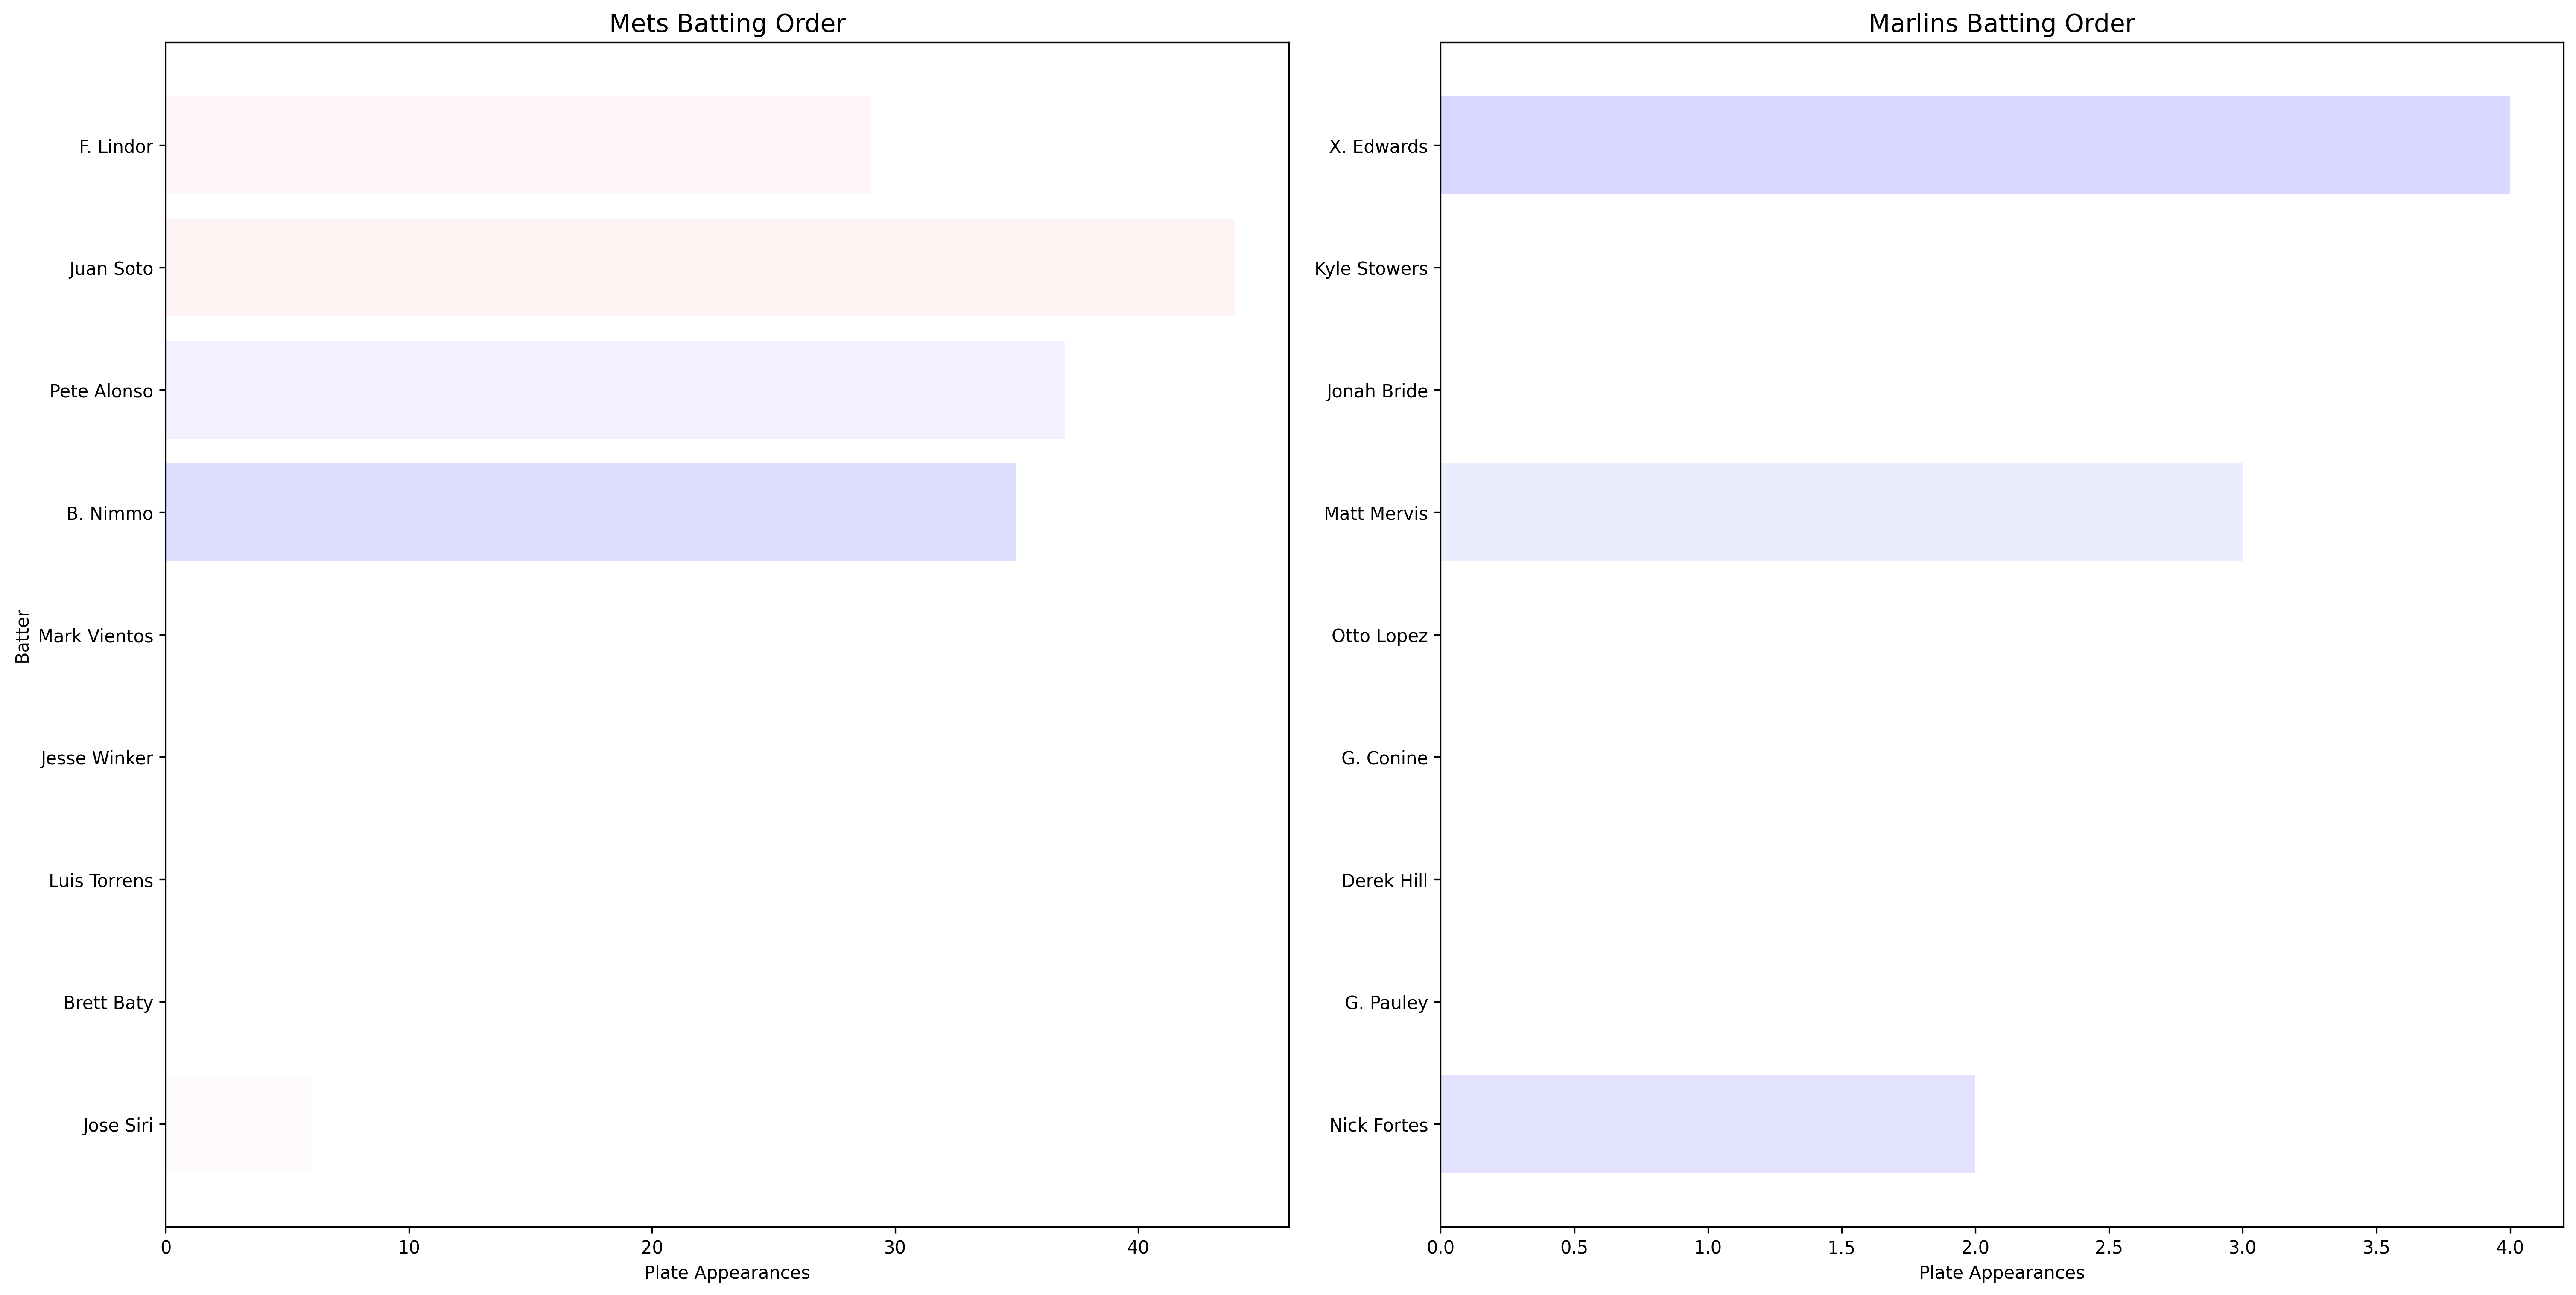 Mets Batting Order
Batter
F. Lindor
Juan Soto
Pete Alonso
B. Nimmo
Mark Vientos
Jesse Winker
Luis Torrens
Brett Baty
Jose Siri
0 10 20 30 40
Plate Appearances
Marlins Batting Order
X. Edwards
Kyle Stowers
Jonah Bride
Matt Mervis
Otto Lopez
G. Conine
Derek Hill
G. Pauley
Nick Fortes
0.0 0.5 1.0 1.5 2.0 2.5 3.0 3.5 4.0
Plate Appearances